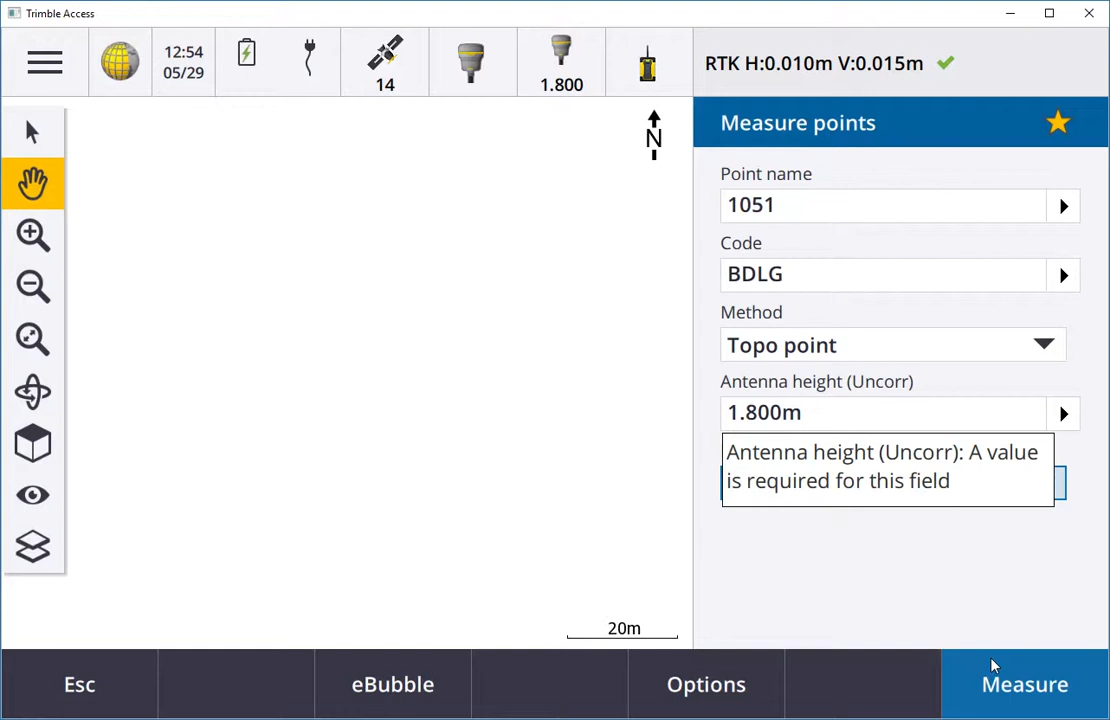 Trimble Access
12:54
05/29
14
1.800
RTK H:0.010m V:0.015m
N
Measure points
Point name
1051
Code
BDLG
Method
Topo point
Antenna height (Uncorr)
1.800m
Antenna height (Uncorr): A value
is required for this field
20m
Esc
eBubble
Options
Measure